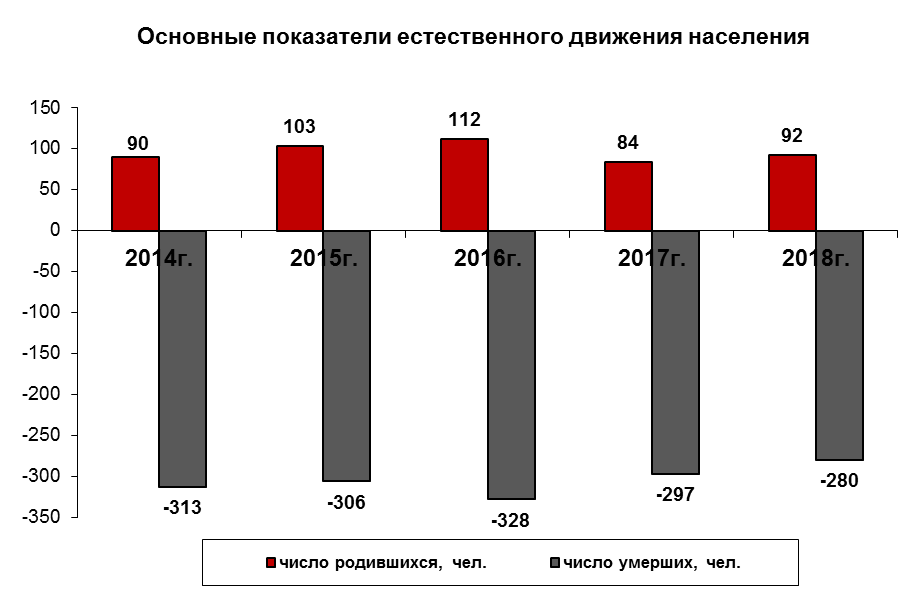 Основные показатели естественного движения населения
150
100
50
0
-50
-100
-150
-200
-250
-300
-350
90
103
112
84
92
2014г.
2015г.
2016г.
2017г.
2018г.
-313
-306
-328
-297
-280
число родившихся, чел.
число умерших, чел.